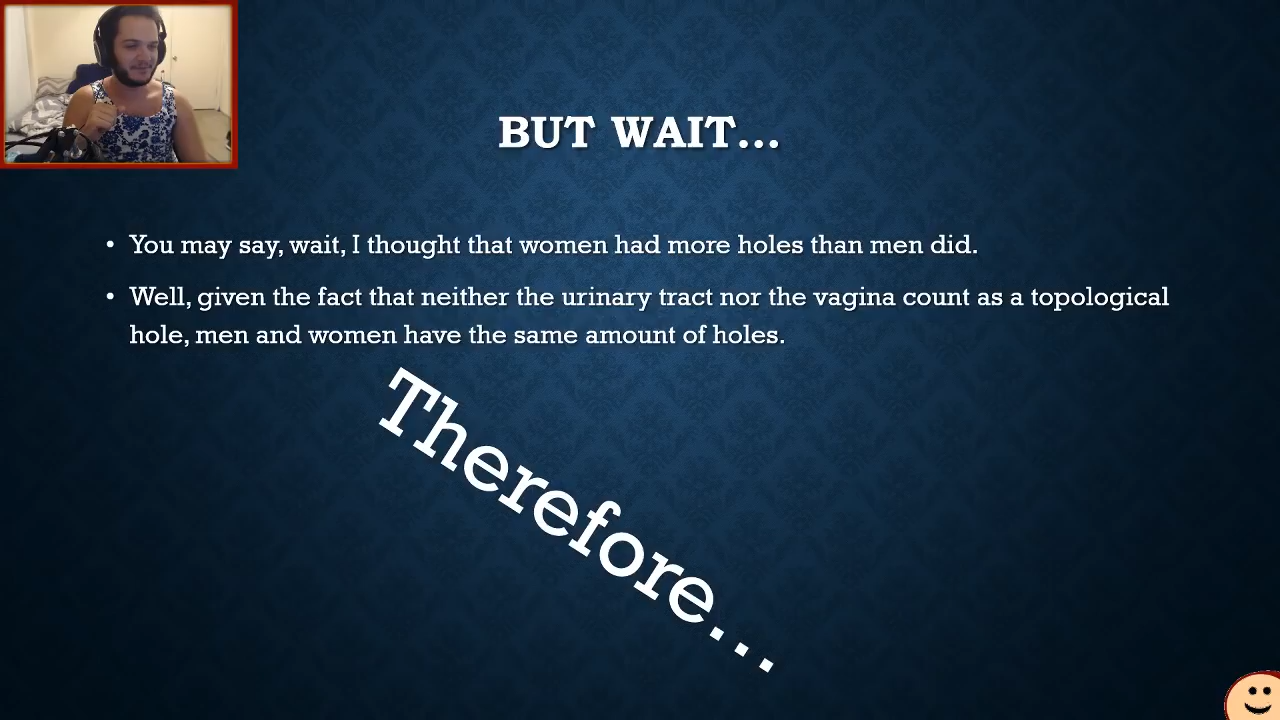 BUT WAIT...
• You may say, wait, I thought that women had more holes than men did.
• Well, given the fact that neither the urinary tract nor the vagina count as a topological
hole, men and women have the same amount of holes.
Therefore...